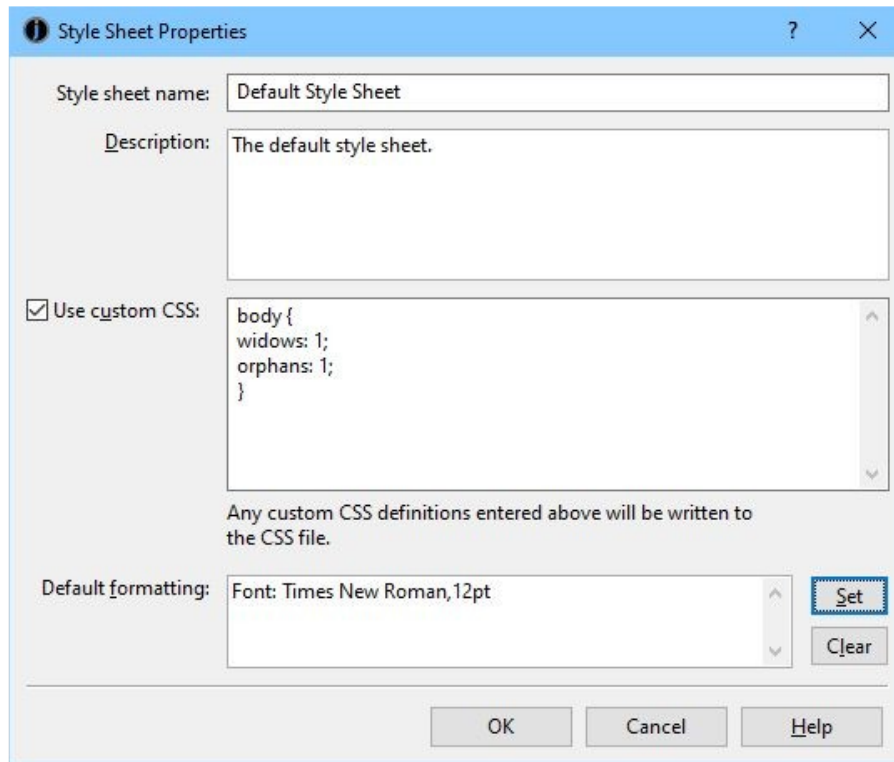 Style Sheet Properties
?
Style sheet name:
Default Style Sheet
Description:
The default style sheet.
Use custom CSS:
body {
widows: 1;
orphans: 1;
}
Any custom CSS definitions entered above will be written to
the CSS file.
Default formatting:
Font: Times New Roman,12pt
Set
Clear
OK
Cancel
Help